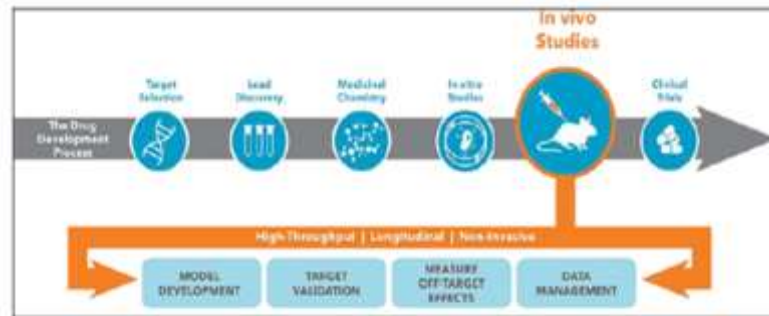 In vivo
Studies
Target
Selection
Lead
Discovery
Medicinal
Chemistry
In vitro
Studies
Clinical
Trials
The Drug
Development
Process
High-Throughput | Longitudinal | Non-Invasive
MODEL
DEVELOPMENT
TARGET
VALIDATION
MEASURE
OFF-TARGET
EFFECTS
DATA
MANAGEMENT